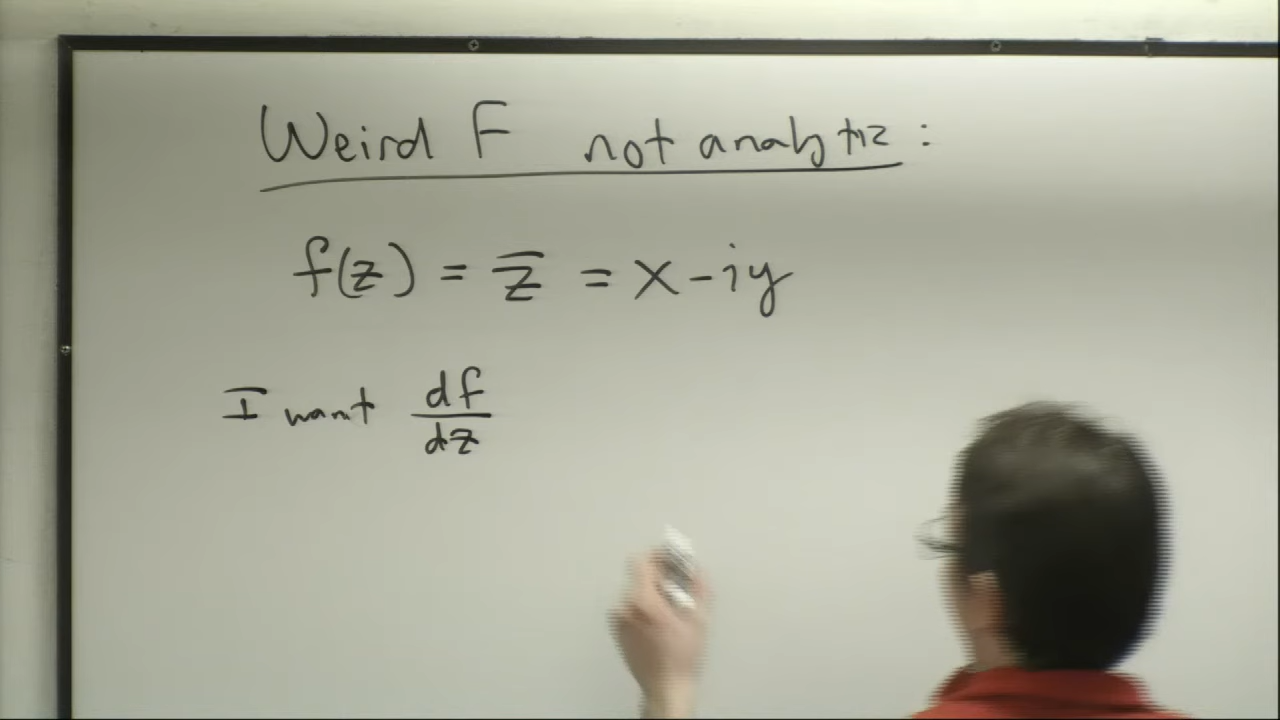 Weird F not analytic:
f(z) = z̅ = x - iy
I want df/dz